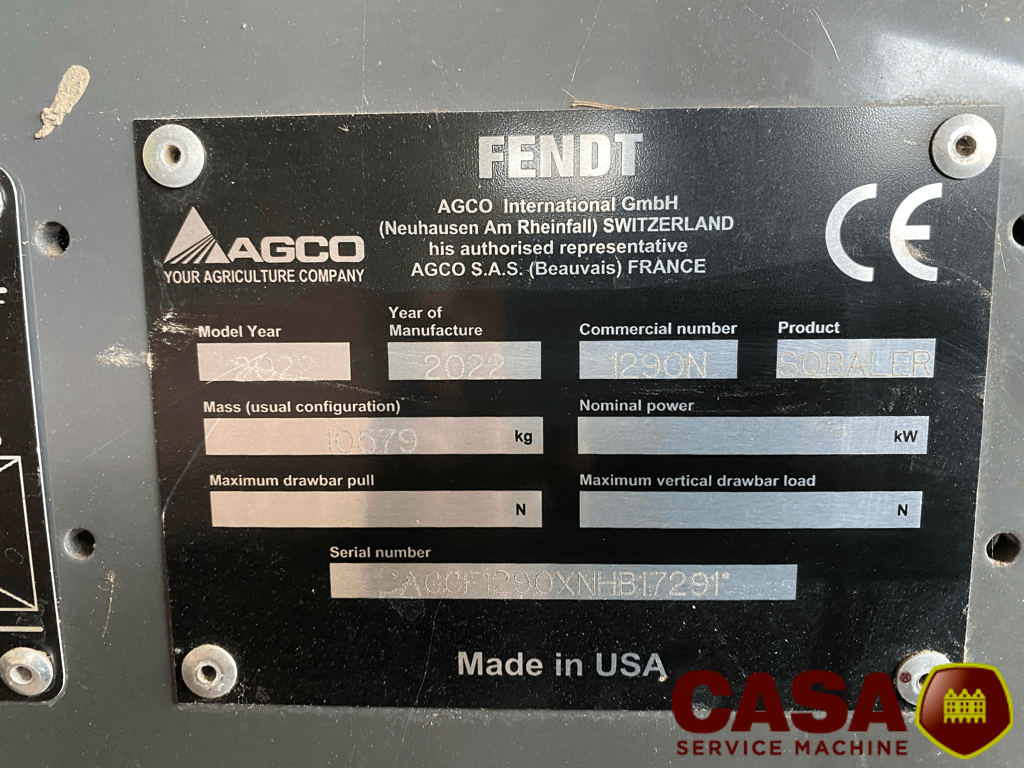 FENDT
AGCO International GmbH
(Neuhausen Am Rheinfall) SWITZERLAND
his authorised representative
AGCO S.A.S. (Beauvais) FRANCE
AGCO
YOUR AGRICULTURE COMPANY
CE
Model Year
2022
Year of
Manufacture
2022
Commercial number
1290N
Product
SQBALER
Mass (usual configuration)
10579 kg
Nominal power
kW
Maximum drawbar pull
N
Maximum vertical drawbar load
N
Serial number
*AGCF1290XNHB17291*
Made in USA
CASA
SERVICE MACHINE